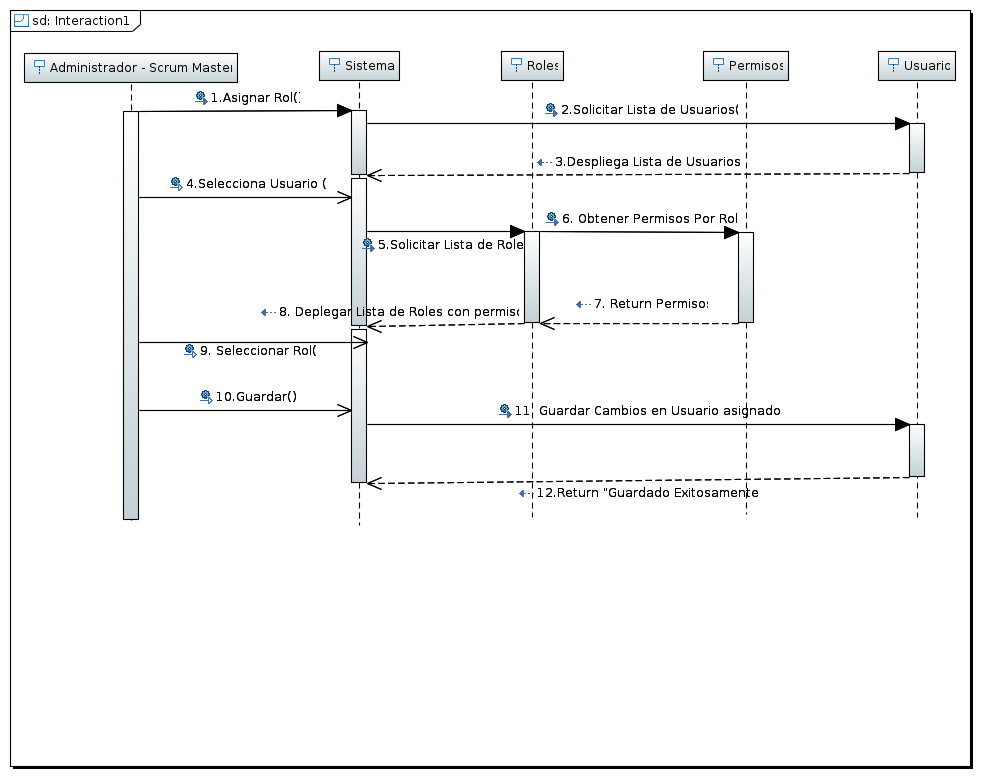 sd: Interaction1
Administrador - Scrum Master
Sistema
Roles
Permisos
Usuario
1.Asignar Rol()
2.Solicitar Lista de Usuarios(
3.Despliega Lista de Usuarios
4.Selecciona Usuario (
5.Solicitar Lista de Role
6. Obtener Permisos Por Rol
7. Return Permisos
8. Deplegar Lista de Roles con permiso
9. Seleccionar Rol(
10.Guardar()
11. Guardar Cambios en Usuario asignado
12.Return "Guardado Exitosamente